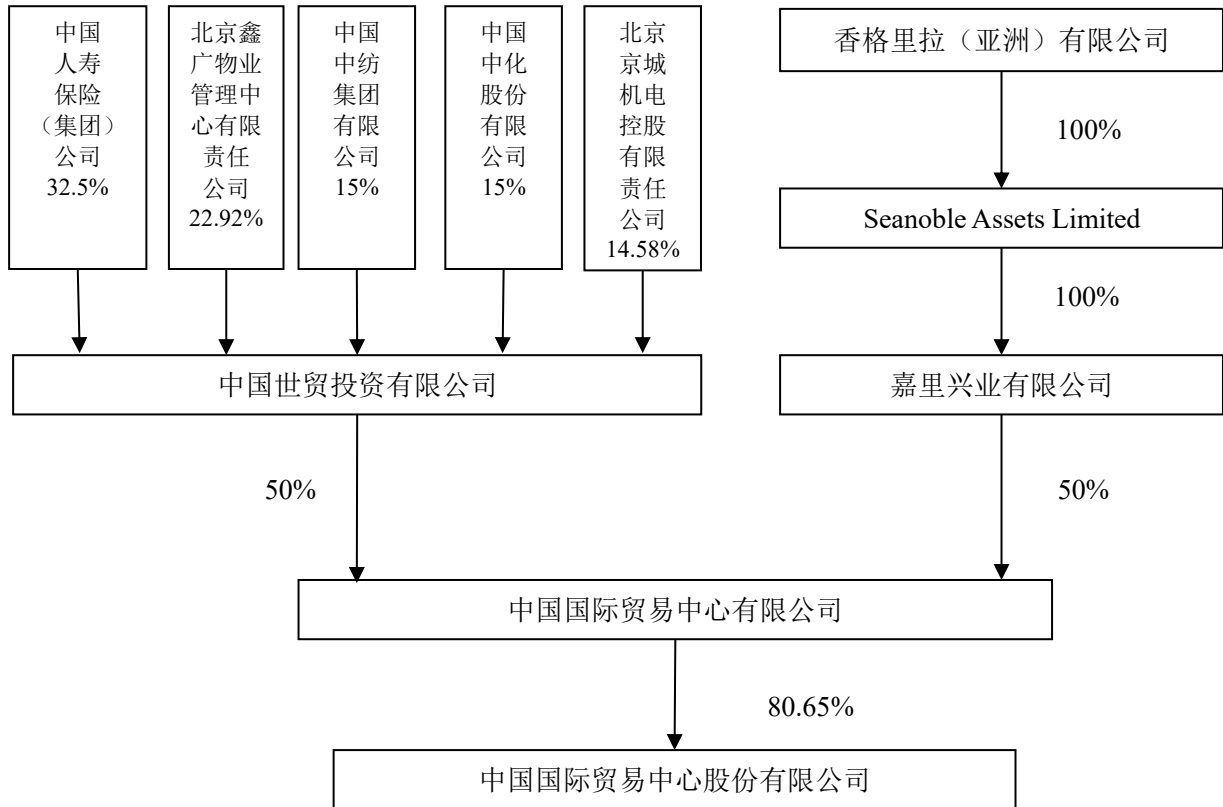 中国
人寿
保险
（集团）
公司
32.5%
北京鑫
广物业
管理中
心有限
责任
公司
22.92%
中国
中纺
集团
有限
公司
15%
中国
中化
股份
有限
公司
15%
北京
京城
机电
控股
有限
责任
公司
14.58%
香格里拉（亚洲）有限公司
100%
Seanoble Assets Limited
100%
中国世贸投资有限公司
嘉里兴业有限公司
50%
50%
中国国际贸易中心有限公司
80.65%
中国国际贸易中心股份有限公司